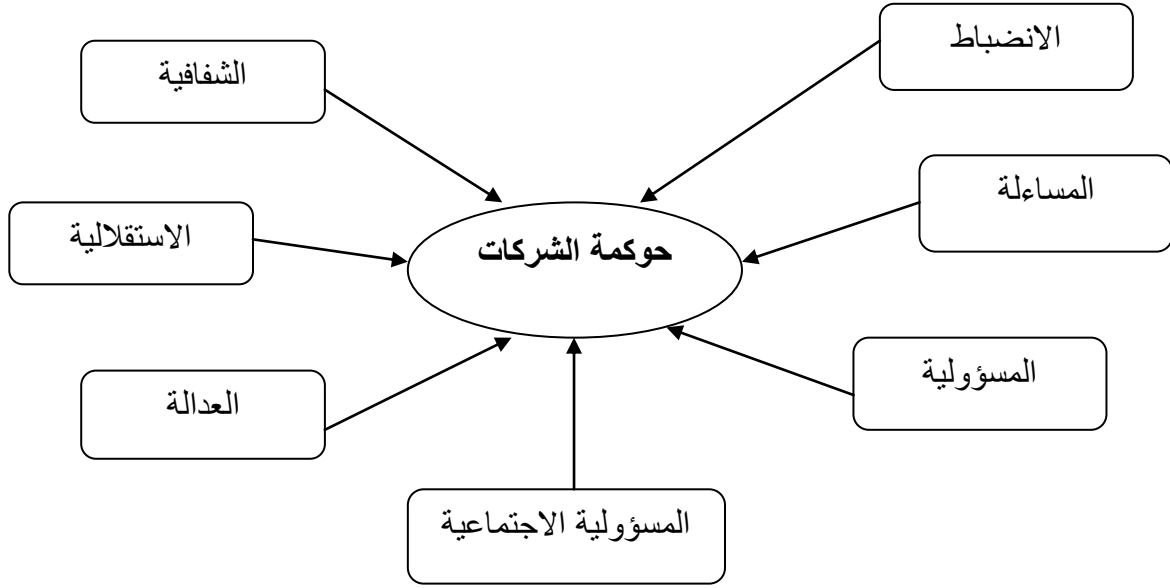 الانضباط
الشفافية
المساءلة
الاستقلالية
حوكمة الشركات
المسؤولية
العدالة
المسؤولية الاجتماعية